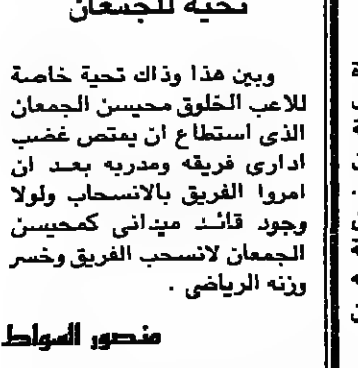 تحية للجمعان
وبين هذا وذاك تحية خاصة
للاعب الخلوق محيسن الجمعان
الذى استطاع ان يمتص غضب
ادارى فريقه ومدربه بعد ان
امروا الفريق بالانسحاب ولولا
وجود قائد ميدانى كمحيسن
الجمعان لانسحب الفريق وخسر
وزنه الرياضى .
منصور السواط